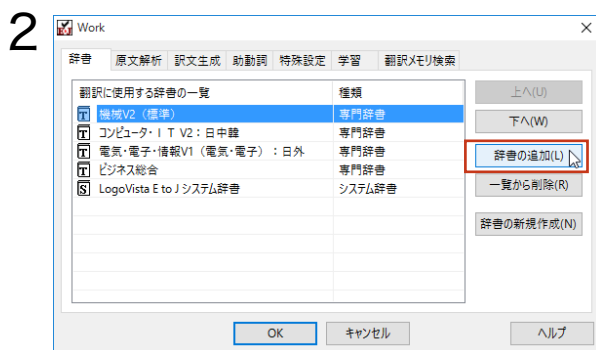 2
Work
辞書 原文解析 訳文生成 助動詞 特殊設定 学習 翻訳メモリ検索
翻訳に使用する辞書の一覧 種類
機械V2（標準） 専門辞書
コンピュータ・ＩＴ V2：日中韓 専門辞書
電気・電子・情報V1（電気・電子）：日外 専門辞書
ビジネス総合 専門辞書
LogoVista E to J システム辞書 システム辞書
上へ(U)
下へ(W)
辞書の追加(L)
一覧から削除(R)
辞書の新規作成(N)
OK キャンセル ヘルプ